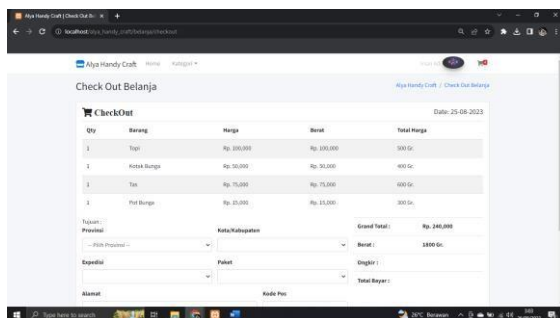 Alya Handy Craft | Check Out Be
localhost/alya_handy_craft/belanja/checkout
Alya Handy Craft Home Kategori
Check Out Belanja
Alya Handy Craft / Check Out Belanja
CheckOut
Date: 25-08-2023
Qty Barang Harga Berat Total Harga
1 Topi Rp. 100,000 Rp. 100,000 500 Gr.
1 Kotak Bunga Rp. 50,000 Rp. 50,000 400 Gr.
1 Tas Rp. 75,000 Rp. 75,000 600 Gr.
1 Pot Bunga Rp. 15,000 Rp. 15,000 300 Gr.
Tujuan :
Provinsi Kota/Kabupaten
Grand Total : Rp. 240,000
-- Pilih Provinsi --
Berat : 1800 Gr.
Expedisi Paket
Ongkir :
Total Bayar :
Alamat Kode Pos
Type here to search
26°C Berawan